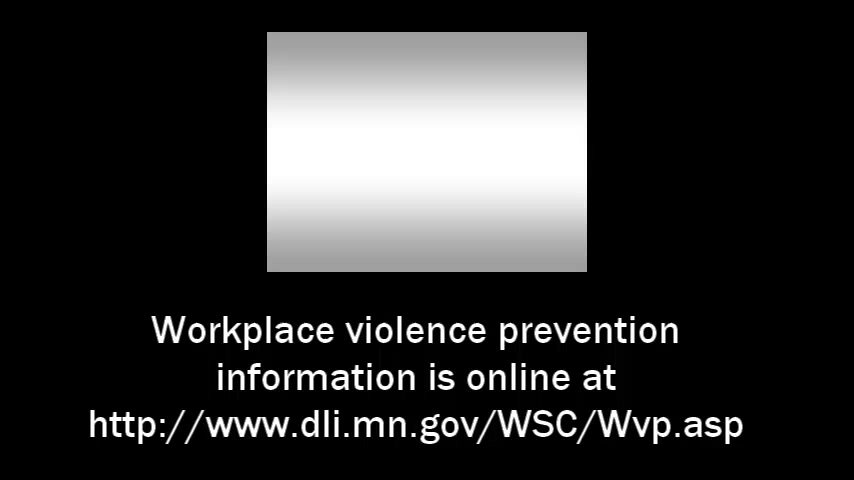 Workplace violence prevention
information is online at
http://www.dli.mn.gov/WSC/Wvp.asp